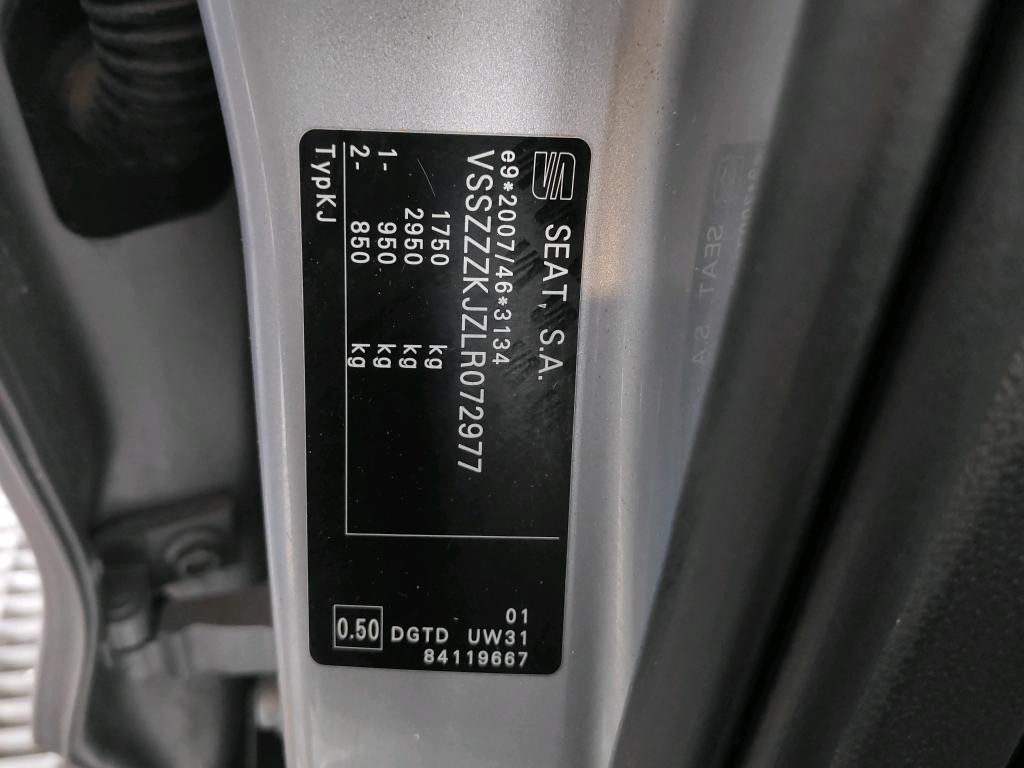 SEAT, S.A.
e9*2007/46*3134
VSSZZZKJZLR072977
1750 kg
2950 kg
1- 950 kg
2- 850 kg
TypKJ
01
0.50 DGTD UW31
84119667
SEAT, S.A.